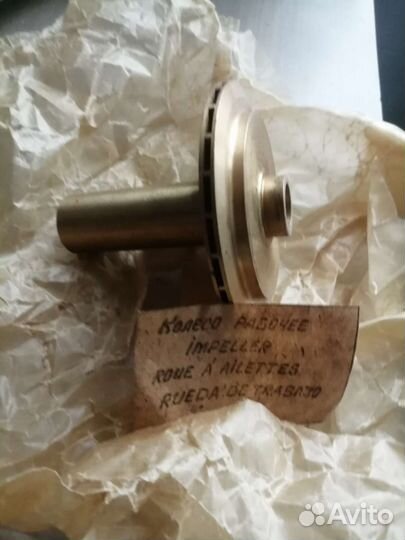 КОЛЕСО РАБОЧЕЕ
IMPELLER
ROUE A AILETTES
RUEDA DE TRABAJO
Avito